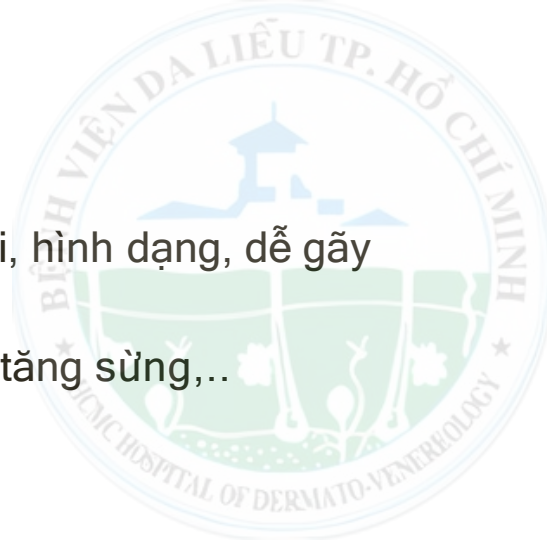 BỆNH VIỆN DA LIỄU TP. HỒ CHÍ MINH
i, hình dạng, dễ gãy
tăng sừng,..
HCMC HOSPITAL OF DERMATO-VENEREOLOGY